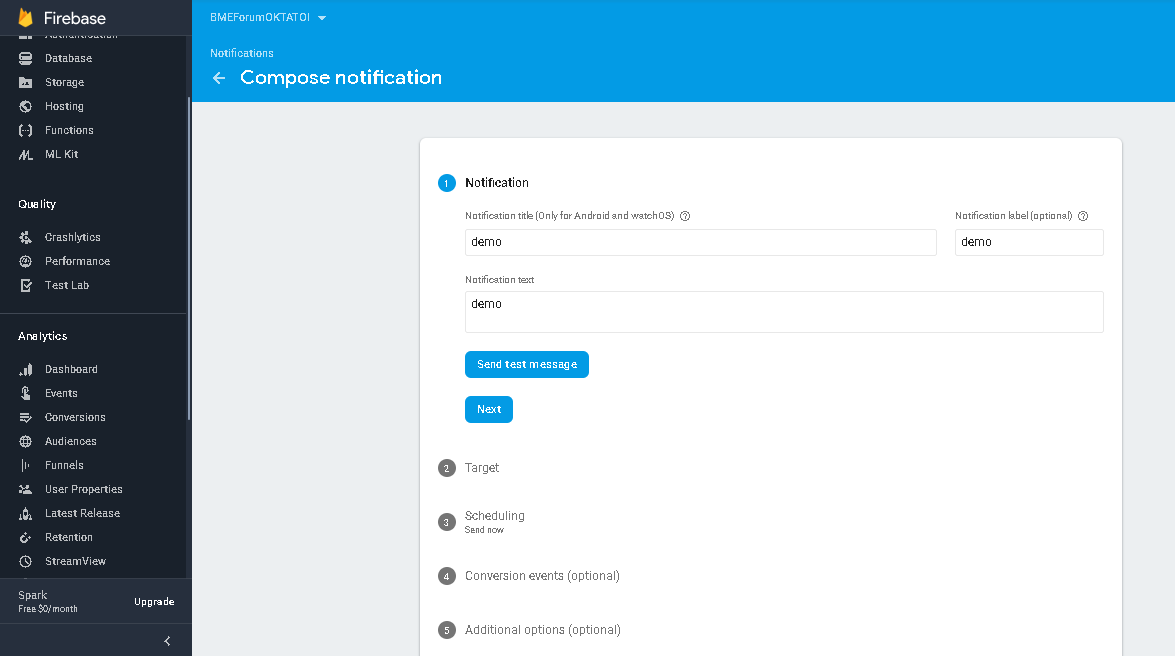 Firebase
Authentication
Database
Storage
Hosting
Functions
ML Kit
Quality
Crashlytics
Performance
Test Lab
Analytics
Dashboard
Events
Conversions
Audiences
Funnels
User Properties
Latest Release
Retention
StreamView
Spark
Free $0/month
Upgrade
BMEForumOKTATOI
Notifications
Compose notification
1 Notification
Notification title (Only for Android and watchOS)
Notification label (optional)
demo
demo
Notification text
demo
Send test message
Next
2 Target
3 Scheduling
Send now
4 Conversion events (optional)
5 Additional options (optional)